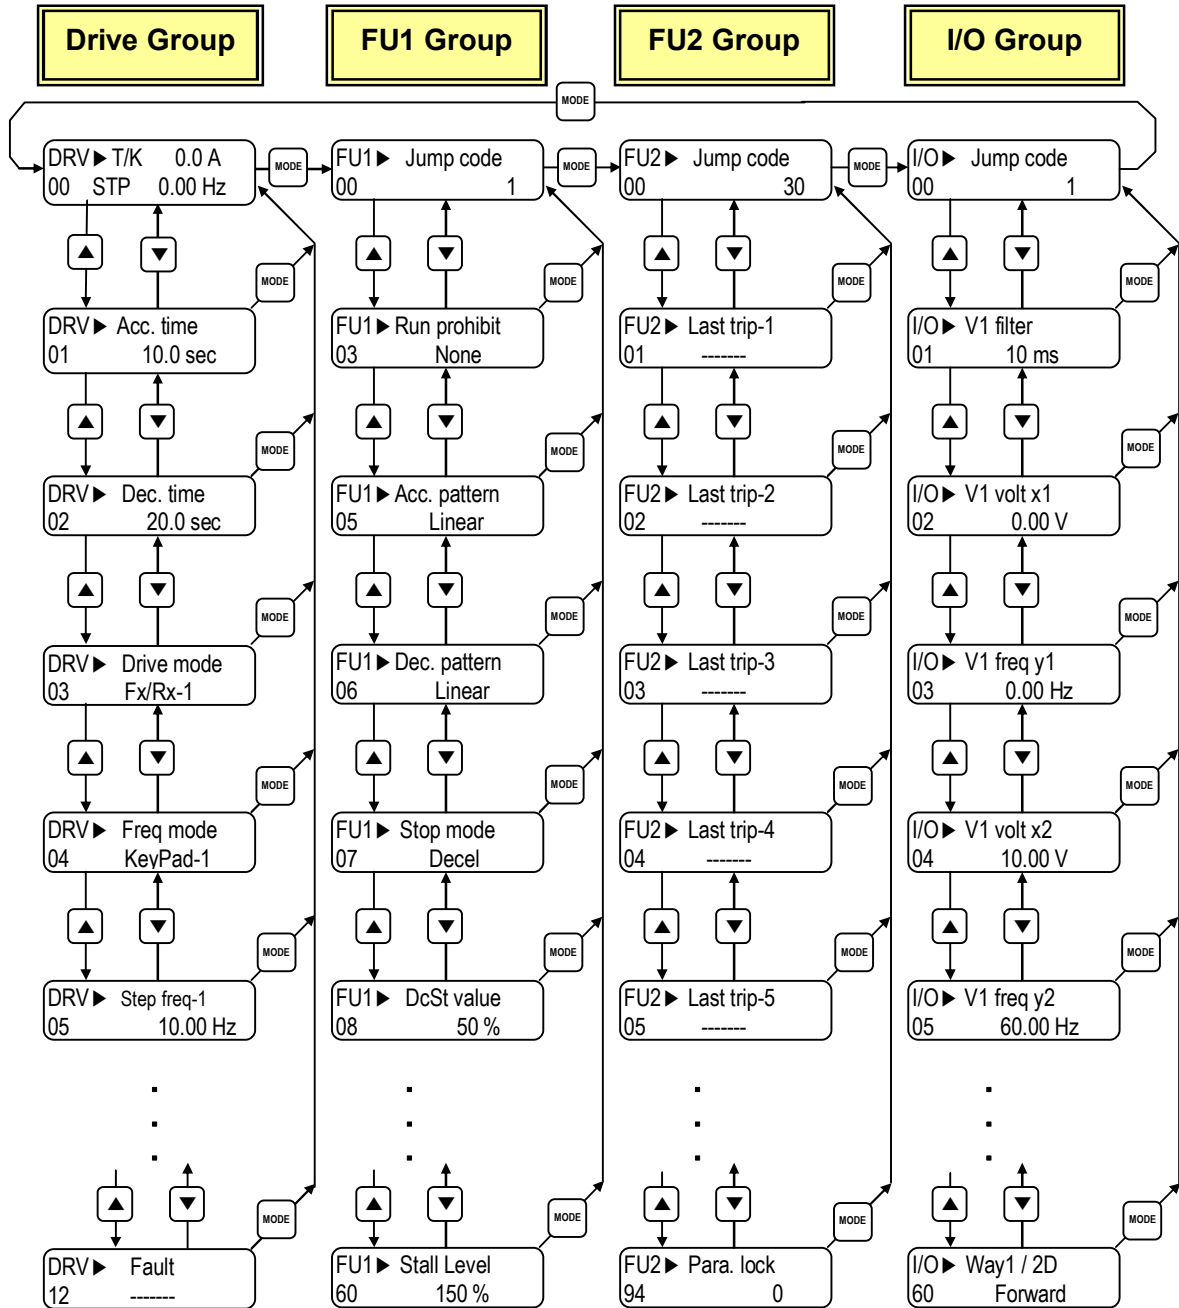 Drive Group
FU1 Group
FU2 Group
I/O Group
MODE
DRV▶ T/K 0.0 A
00 STP 0.00 Hz
MODE
FU1▶ Jump code
00 1
MODE
FU2▶ Jump code
00 30
MODE
I/O▶ Jump code
00 1
MODE
MODE
MODE
MODE
DRV▶ Acc. time
01 10.0 sec
FU1▶ Run prohibit
03 None
FU2▶ Last trip-1
01 -------
I/O▶ V1 filter
01 10 ms
MODE
MODE
MODE
MODE
DRV▶ Dec. time
02 20.0 sec
FU1▶ Acc. pattern
05 Linear
FU2▶ Last trip-2
02 -------
I/O▶ V1 volt x1
02 0.00 V
MODE
MODE
MODE
MODE
DRV▶ Drive mode
03 Fx/Rx-1
FU1▶ Dec. pattern
06 Linear
FU2▶ Last trip-3
03 -------
I/O▶ V1 freq y1
03 0.00 Hz
MODE
MODE
MODE
MODE
DRV▶ Freq mode
04 KeyPad-1
FU1▶ Stop mode
07 Decel
FU2▶ Last trip-4
04 -------
I/O▶ V1 volt x2
04 10.00 V
MODE
MODE
MODE
MODE
DRV▶ Step freq-1
05 10.00 Hz
FU1▶ DcSt value
08 50 %
FU2▶ Last trip-5
05 -------
I/O▶ V1 freq y2
05 60.00 Hz
MODE
MODE
MODE
MODE
DRV▶ Fault
12 -------
FU1▶ Stall Level
60 150 %
FU2▶ Para. lock
94 0
I/O▶ Way1 / 2D
60 Forward